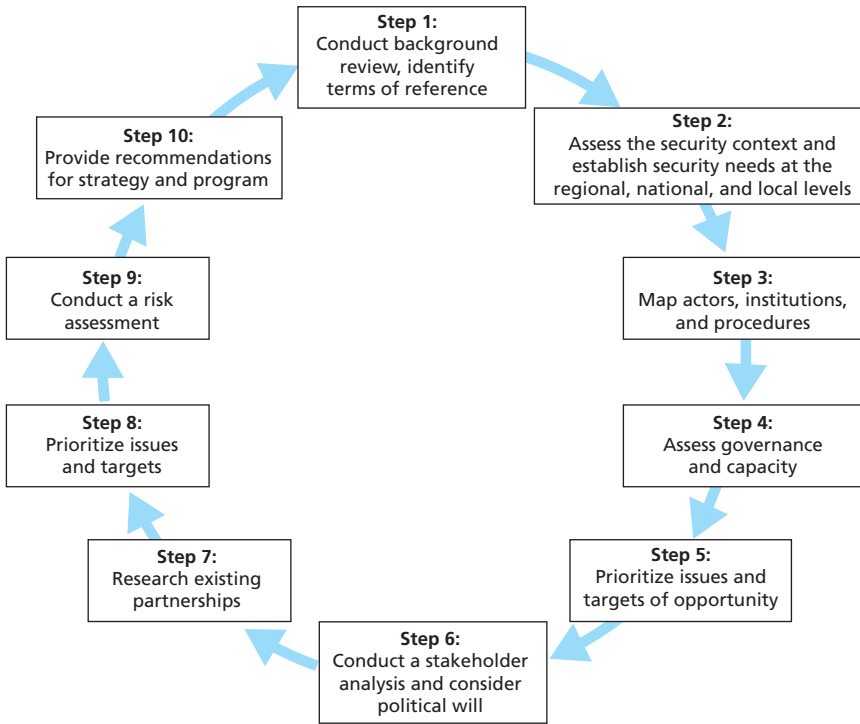 Step 1:
Conduct background
review, identify
terms of reference
Step 2:
Assess the security context and
establish security needs at the
regional, national, and local levels
Step 3:
Map actors, institutions,
and procedures
Step 4:
Assess governance
and capacity
Step 5:
Prioritize issues and
targets of opportunity
Step 6:
Conduct a stakeholder
analysis and consider
political will
Step 7:
Research existing
partnerships
Step 8:
Prioritize issues
and targets
Step 9:
Conduct a risk
assessment
Step 10:
Provide recommendations
for strategy and program